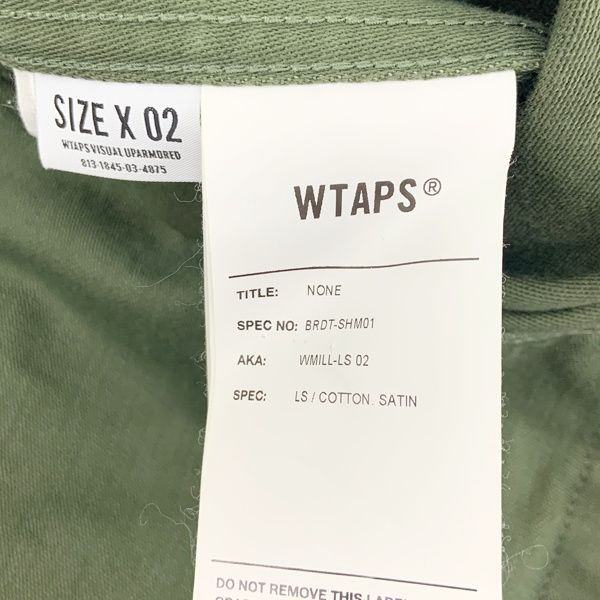 SIZE X 02
WTAPS VISUAL UPARMORED
813-1845-03-4875
WTAPS®
TITLE: NONE
SPEC NO: BRDT-SHM01
AKA: WMILL-LS 02
SPEC: LS / COTTON. SATIN
DO NOT REMOVE THIS